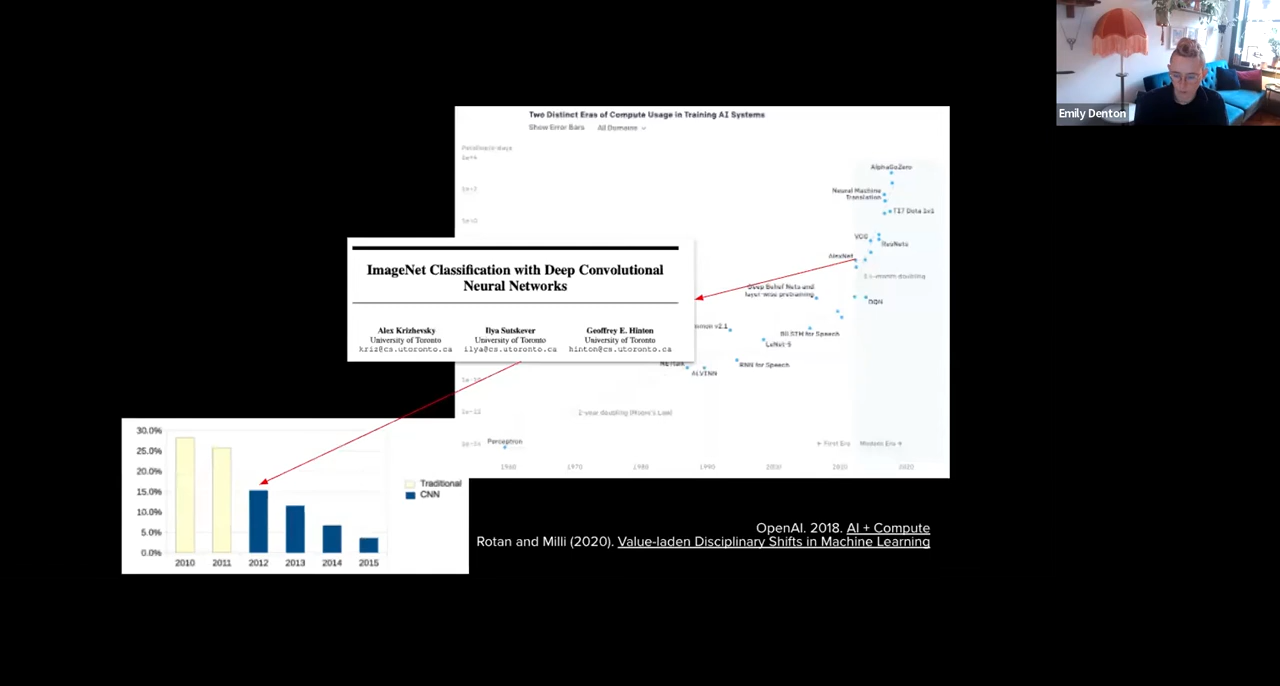 Emily Denton
Two Distinct Eras of Compute Usage in Training AI Systems
Show Error Bars All Domains
Petaflop/s-days
1e+4
1e+2
1e+0
AlphaGoZero
Neural Machine
Translation
TI7 Dota 1v1
VGG
ResNets
AlexNet
3.4-month doubling
Deep Belief Nets and
layer-wise pretraining
DQN
BiLSTM for Speech
LeNet-5
RNN for Speech
ALVINN
2-year doubling (Moore's Law)
Perceptron
← First Era Modern Era →
1960 1970 1980 1990 2000 2010 2020
ImageNet Classification with Deep Convolutional
Neural Networks
Alex Krizhevsky Ilya Sutskever Geoffrey E. Hinton
University of Toronto University of Toronto University of Toronto
kriz@cs.utoronto.ca ilya@cs.utoronto.ca hinton@cs.utoronto.ca
30.0%
25.0%
20.0%
15.0%
10.0%
5.0%
0.0%
2010 2011 2012 2013 2014 2015
Traditional
CNN
OpenAI. 2018. AI + Compute
Rotan and Milli (2020). Value-laden Disciplinary Shifts in Machine Learning